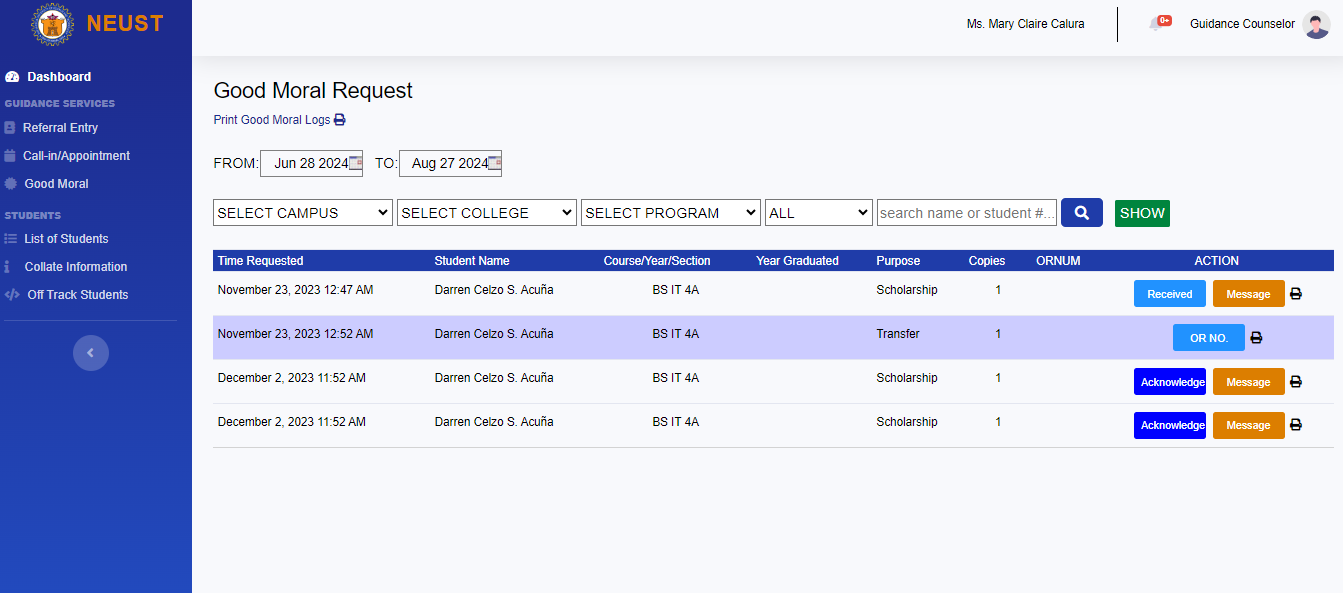 NEUST
Ms. Mary Claire Calura
0+
Guidance Counselor
Dashboard
GUIDANCE SERVICES
Referral Entry
Call-in/Appointment
Good Moral
STUDENTS
List of Students
Collate Information
Off Track Students
Good Moral Request
Print Good Moral Logs
FROM: Jun 28 2024 TO: Aug 27 2024
SELECT CAMPUS SELECT COLLEGE SELECT PROGRAM ALL search name or student #... SHOW
Time Requested Student Name Course/Year/Section Year Graduated Purpose Copies ORNUM ACTION
November 23, 2023 12:47 AM Darren Celzo S. Acuña BS IT 4A Scholarship 1 Received Message
November 23, 2023 12:52 AM Darren Celzo S. Acuña BS IT 4A Transfer 1 OR NO.
December 2, 2023 11:52 AM Darren Celzo S. Acuña BS IT 4A Scholarship 1 Acknowledge Message
December 2, 2023 11:52 AM Darren Celzo S. Acuña BS IT 4A Scholarship 1 Acknowledge Message